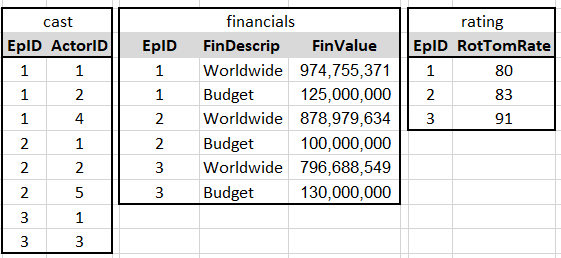 cast financials rating
EpID ActorID EpID FinDescrip FinValue EpID RotTomRate
1 1 1 Worldwide 974,755,371 1 80
1 2 1 Budget 125,000,000 2 83
1 4 2 Worldwide 878,979,634 3 91
2 1 2 Budget 100,000,000
2 2 3 Worldwide 796,688,549
2 5 3 Budget 130,000,000
3 1
3 3